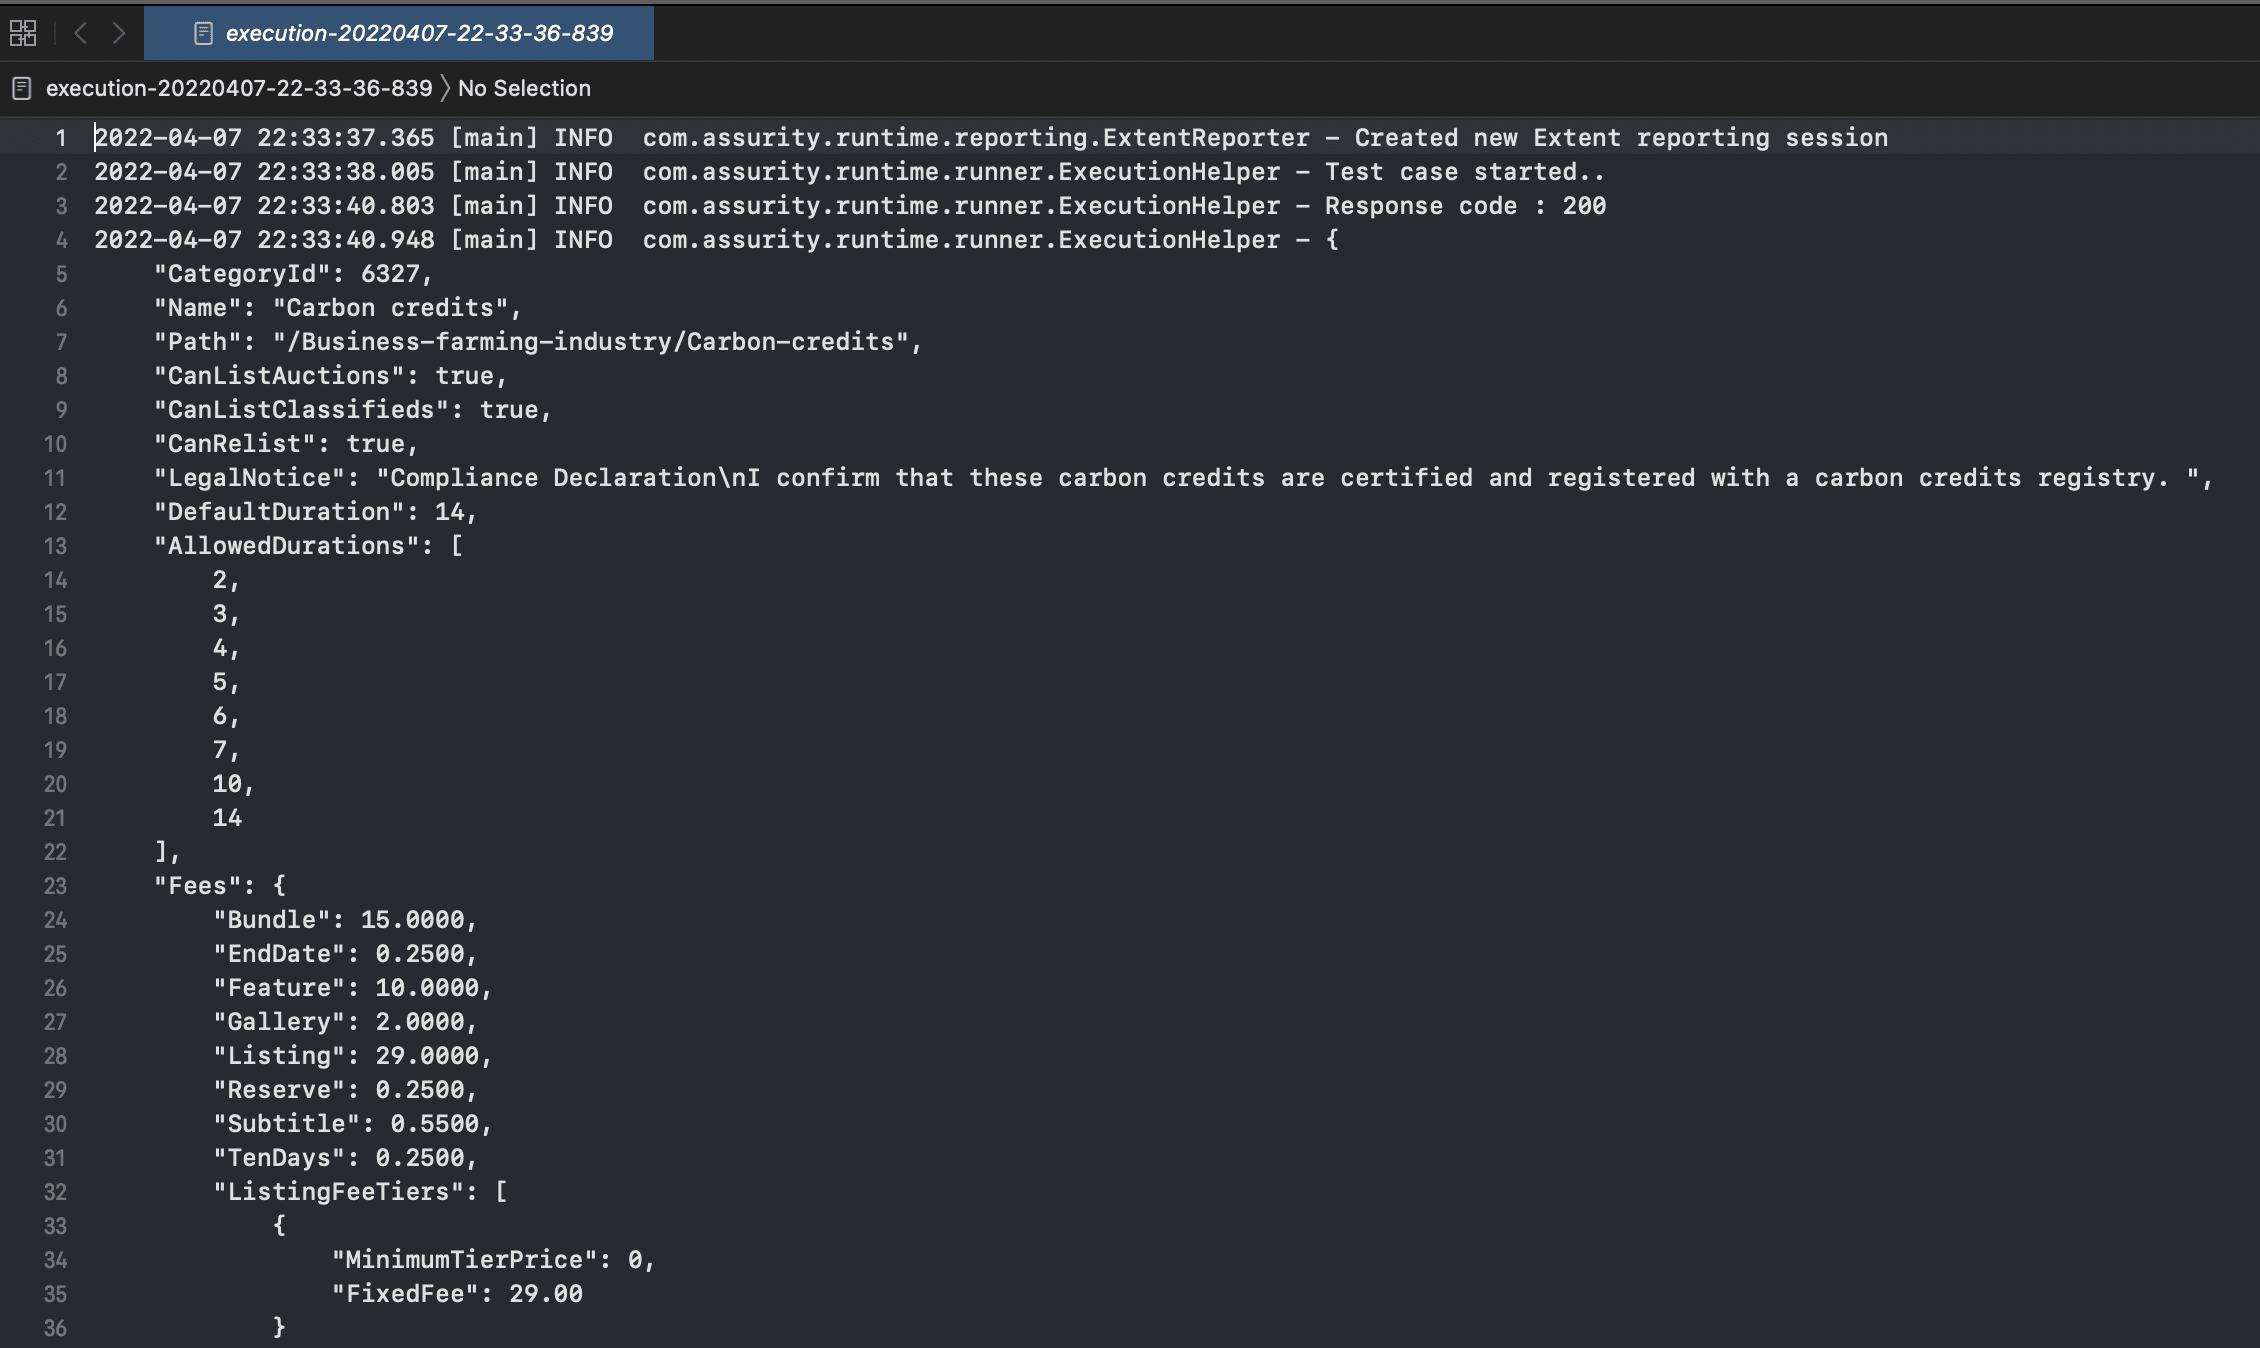 execution-20220407-22-33-36-839
execution-20220407-22-33-36-839 〉 No Selection
1 2022-04-07 22:33:37.365 [main] INFO  com.assurity.runtime.reporting.ExtentReporter - Created new Extent reporting session
2 2022-04-07 22:33:38.005 [main] INFO  com.assurity.runtime.runner.ExecutionHelper - Test case started..
3 2022-04-07 22:33:40.803 [main] INFO  com.assurity.runtime.runner.ExecutionHelper - Response code : 200
4 2022-04-07 22:33:40.948 [main] INFO  com.assurity.runtime.runner.ExecutionHelper - {
5     "CategoryId": 6327,
6     "Name": "Carbon credits",
7     "Path": "/Business-farming-industry/Carbon-credits",
8     "CanListAuctions": true,
9     "CanListClassifieds": true,
10     "CanRelist": true,
11     "LegalNotice": "Compliance Declaration\nI confirm that these carbon credits are certified and registered with a carbon credits registry. ",
12     "DefaultDuration": 14,
13     "AllowedDurations": [
14         2,
15         3,
16         4,
17         5,
18         6,
19         7,
20         10,
21         14
22     ],
23     "Fees": {
24         "Bundle": 15.0000,
25         "EndDate": 0.2500,
26         "Feature": 10.0000,
27         "Gallery": 2.0000,
28         "Listing": 29.0000,
29         "Reserve": 0.2500,
30         "Subtitle": 0.5500,
31         "TenDays": 0.2500,
32         "ListingFeeTiers": [
33             {
34                 "MinimumTierPrice": 0,
35                 "FixedFee": 29.00
36             }